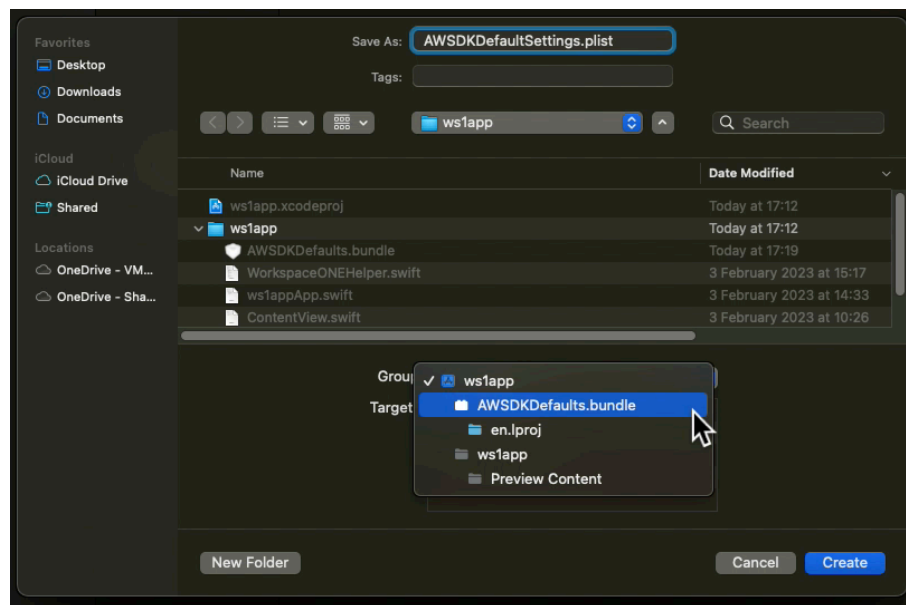 Favorites
Desktop
Downloads
Documents
iCloud
iCloud Drive
Shared
Locations
OneDrive - VM...
OneDrive - Sha...
Save As: AWSDKDefaultSettings.plist
Tags:
ws1app
Search
Name Date Modified
ws1app.xcodeproj Today at 17:12
ws1app Today at 17:12
AWSDKDefaults.bundle Today at 17:19
WorkspaceONEHelper.swift 3 February 2023 at 15:17
ws1appApp.swift 3 February 2023 at 14:33
ContentView.swift 3 February 2023 at 10:26
Grou
ws1app
Target
AWSDKDefaults.bundle
en.lproj
ws1app
Preview Content
New Folder Cancel Create